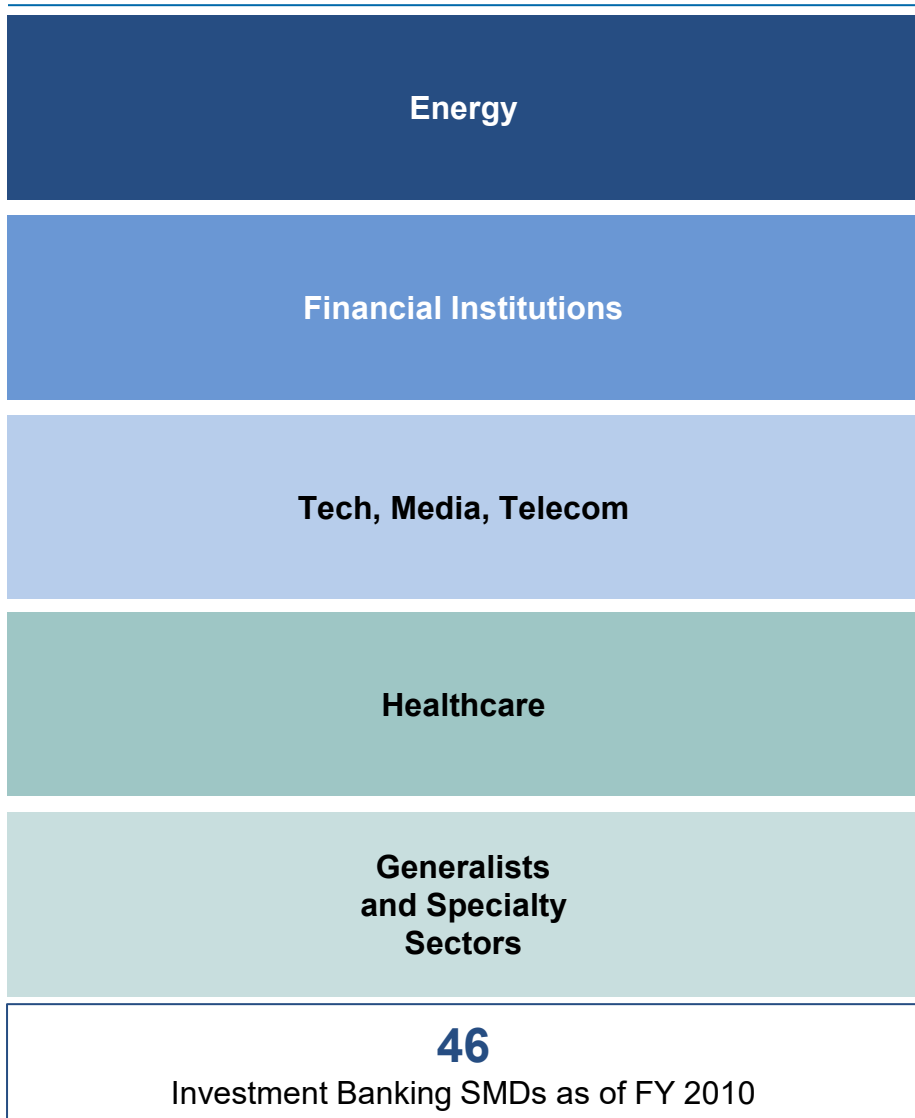 Energy
Financial Institutions
Tech, Media, Telecom
Healthcare
Generalists
and Specialty
Sectors
46
Investment Banking SMDs as of FY 2010